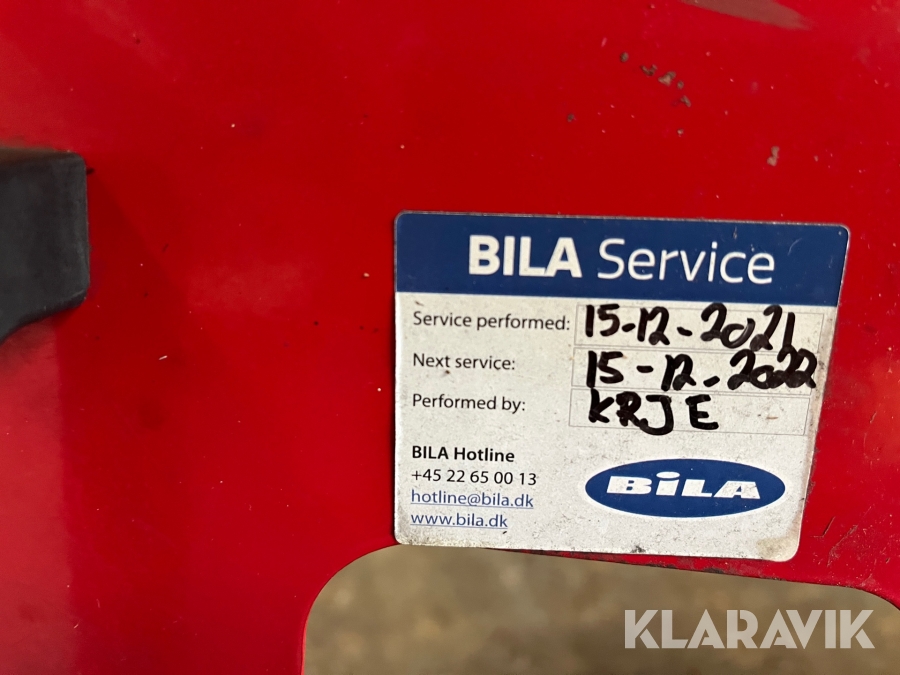 BILA Service
Service performed: 15-12-2021
Next service: 15-12-2022
Performed by: KRJE
BILA Hotline
+45 22 65 00 13
hotline@bila.dk
www.bila.dk
BiLA
KLARAVIK